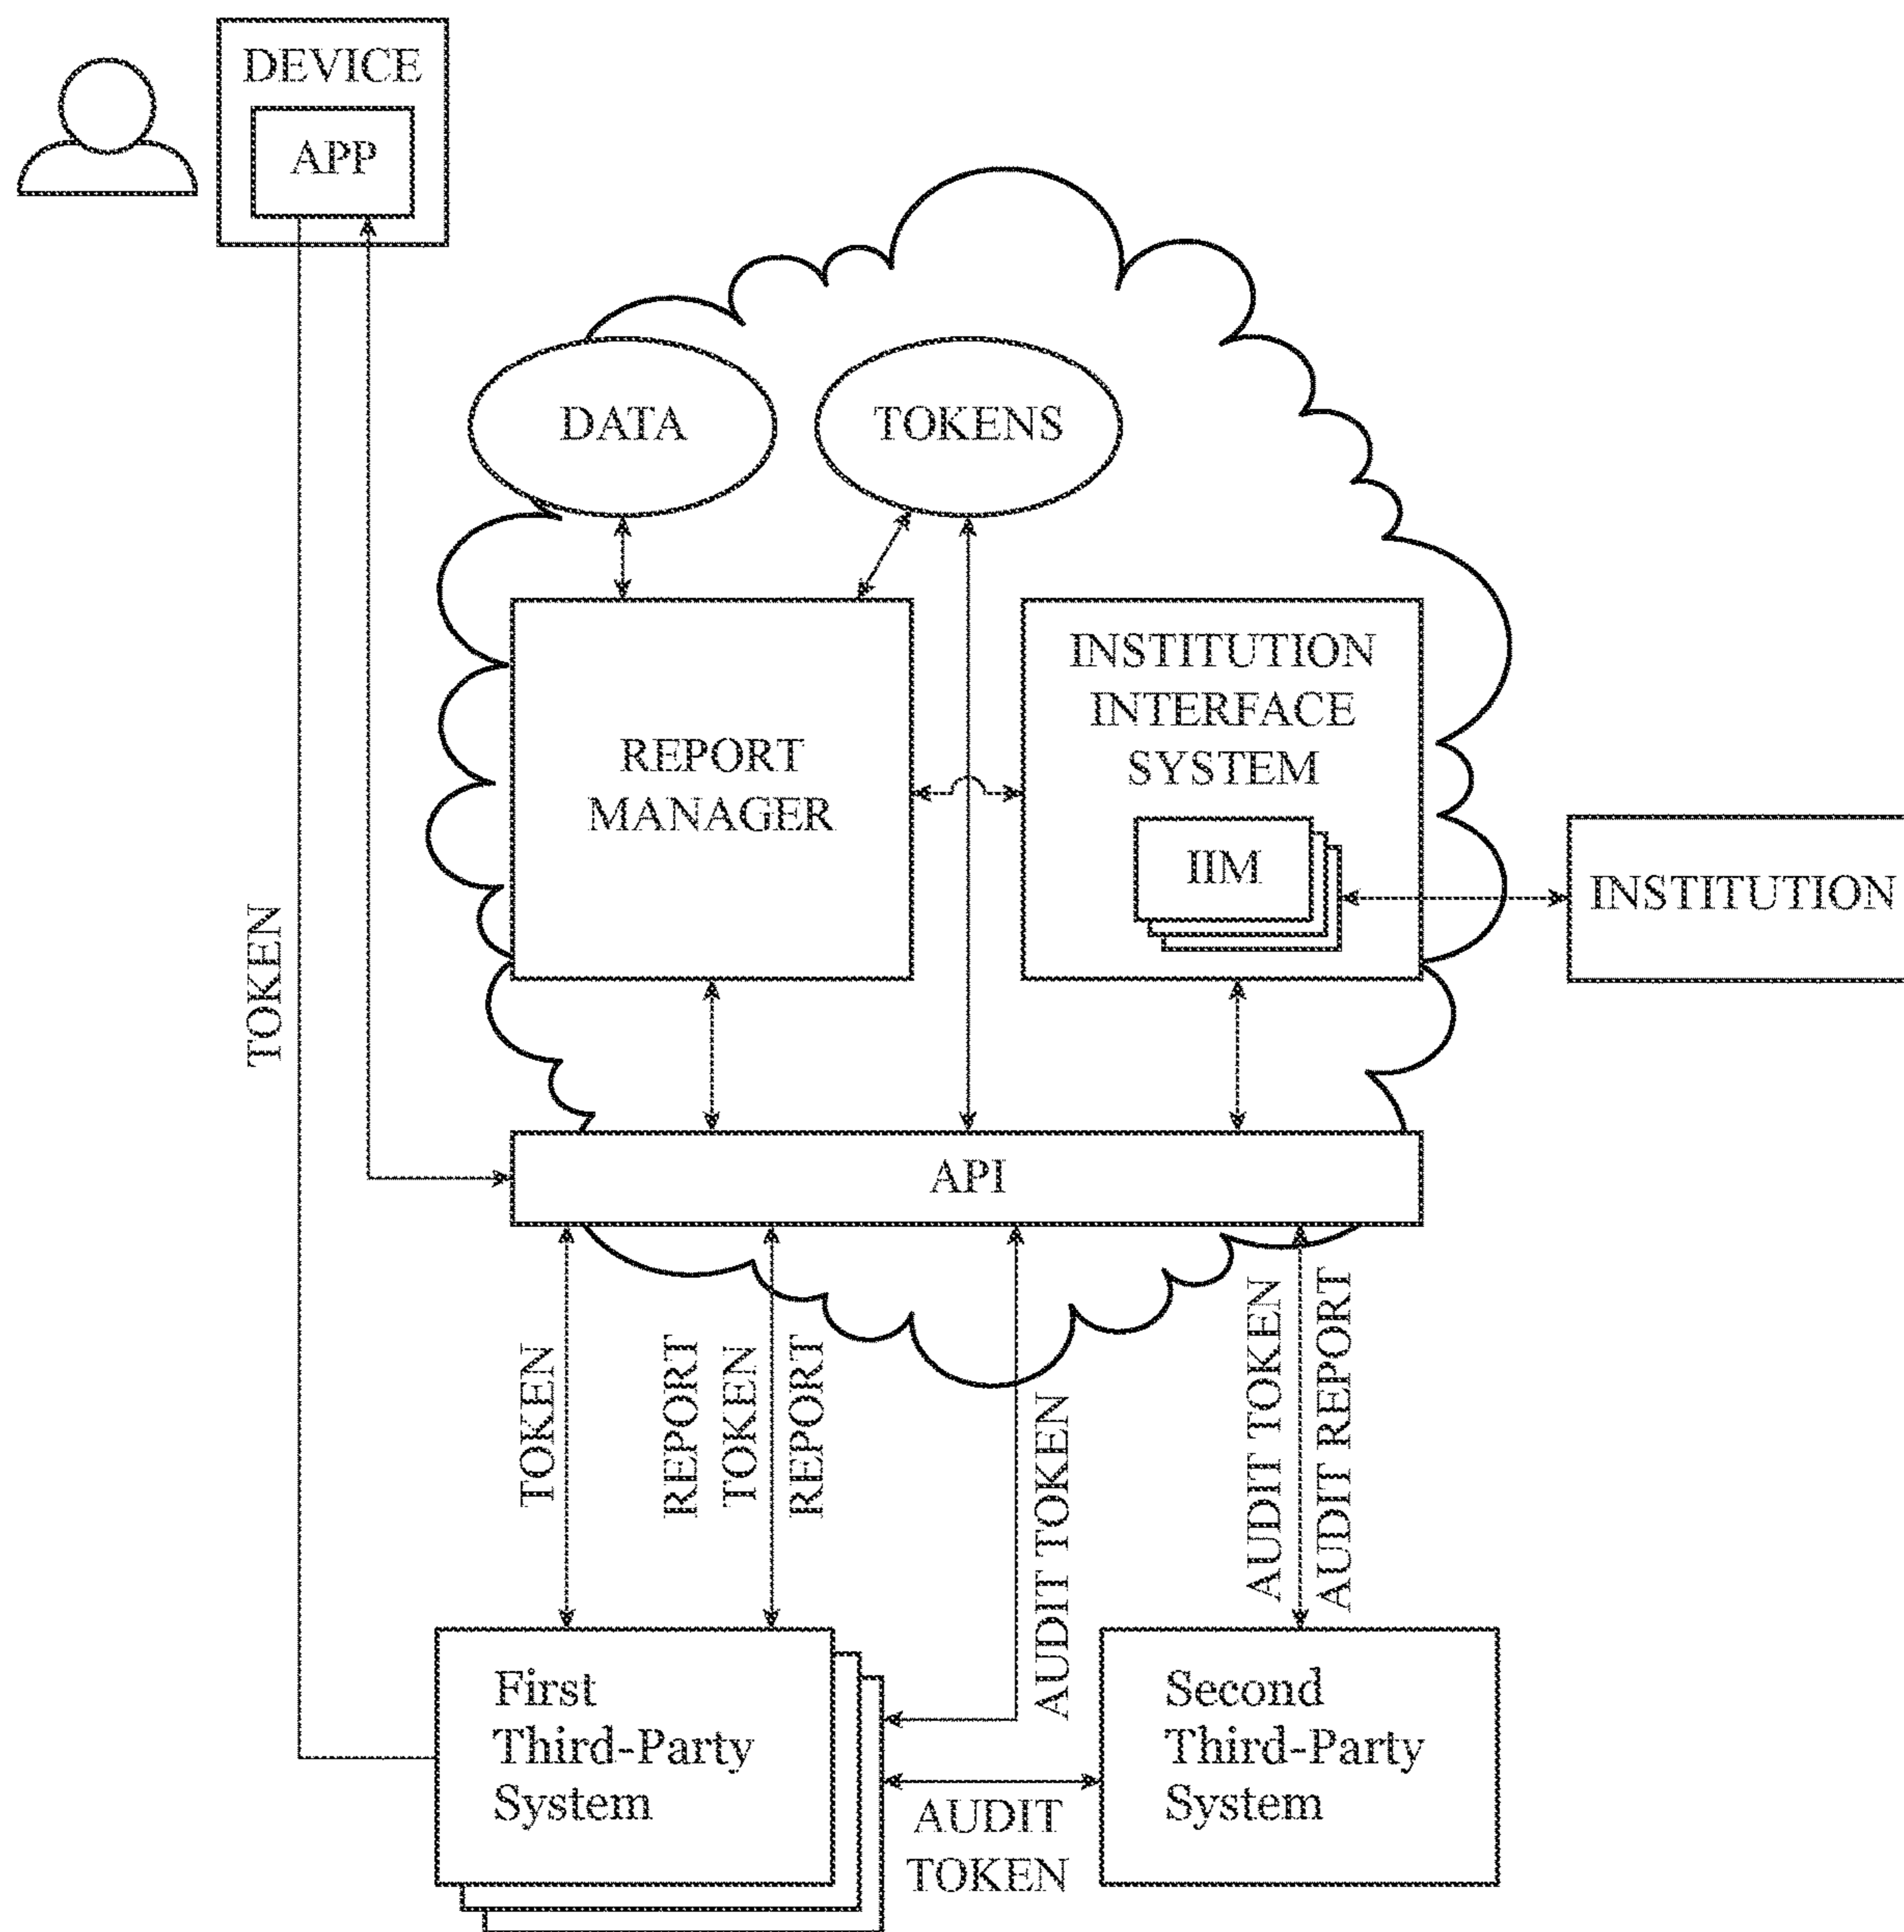 DEVICE
APP
DATA
TOKENS
REPORT
MANAGER
INSTITUTION
INTERFACE
SYSTEM
IIM
INSTITUTION
TOKEN
API
TOKEN
REPORT
TOKEN
REPORT
AUDIT TOKEN
AUDIT TOKEN
AUDIT REPORT
First
Third-Party
System
AUDIT
TOKEN
Second
Third-Party
System